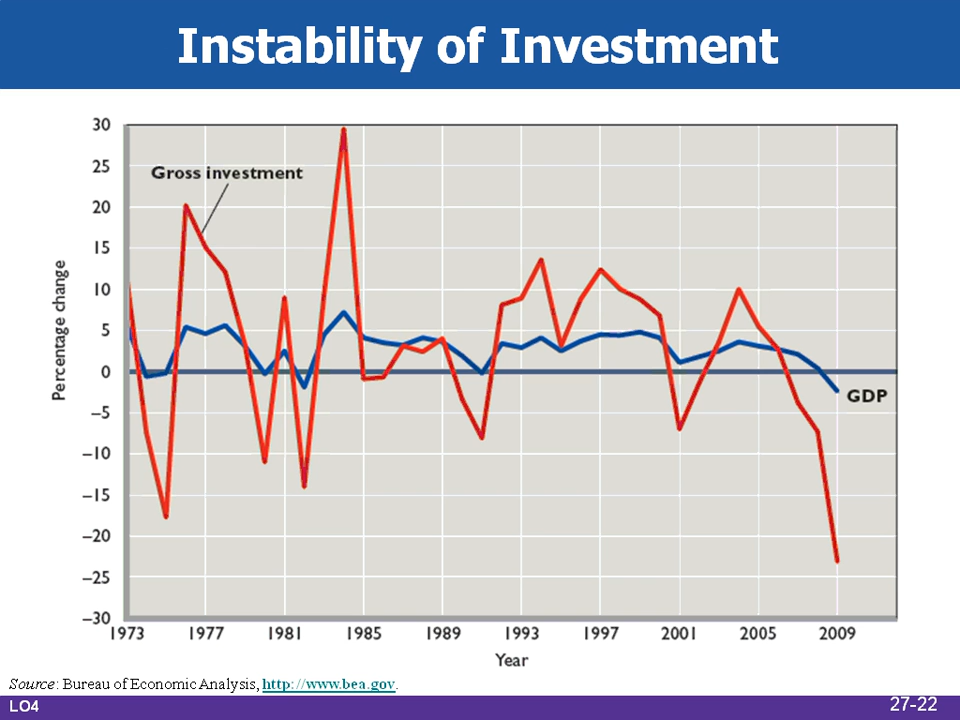 Instability of Investment
30
25
20
15
10
5
0
–5
–10
–15
–20
–25
–30
Percentage change
Gross investment
GDP
1973 1977 1981 1985 1989 1993 1997 2001 2005 2009
Year
Source: Bureau of Economic Analysis, http://www.bea.gov.
LO4
27-22